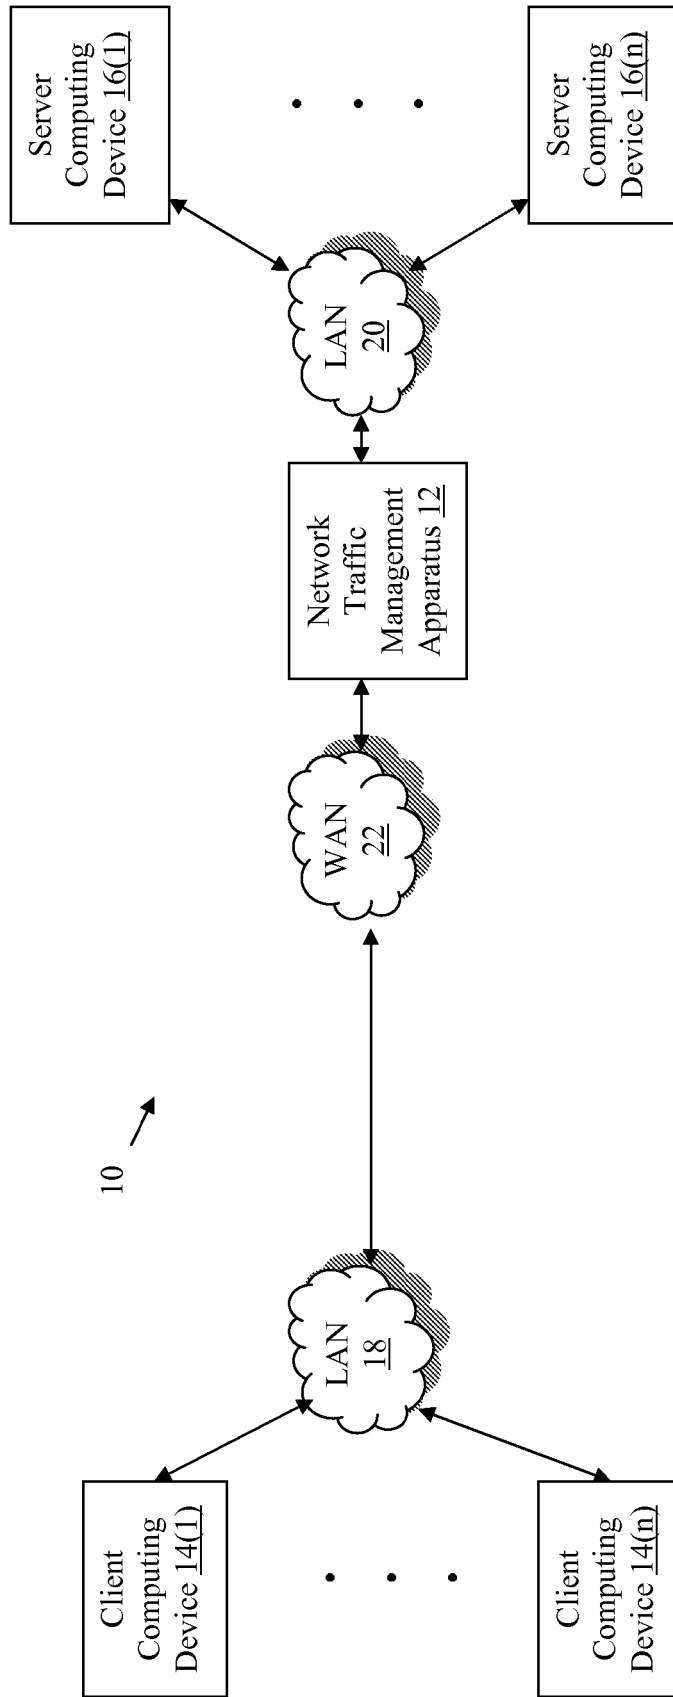 10
Client
Computing
Device 14(1)
Client
Computing
Device 14(n)
LAN
18
WAN
22
Network
Traffic
Management
Apparatus 12
LAN
20
Server
Computing
Device 16(1)
Server
Computing
Device 16(n)